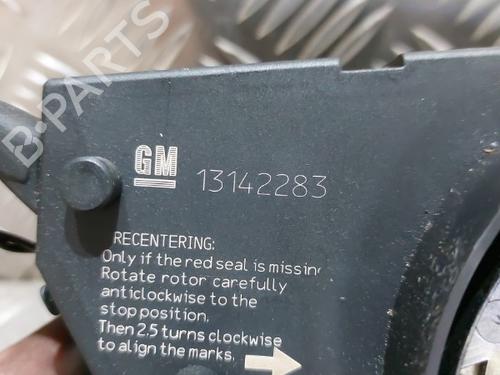 B-PARTS
GM 13142283
RECENTERING:
Only if the red seal is missing
Rotate rotor carefully
anticlockwise to the
stop position.
Then 2.5 turns clockwise
to align the marks.